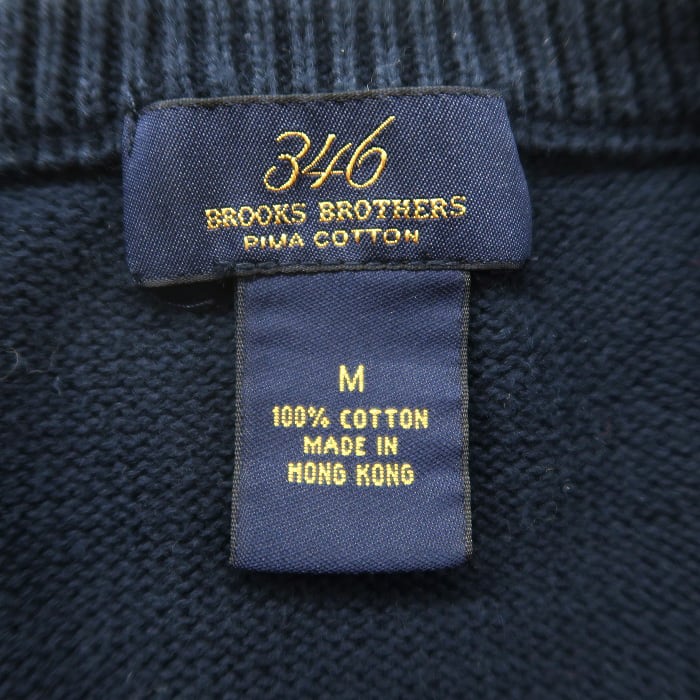 346
BROOKS BROTHERS
PIMA COTTON
M
100% COTTON
MADE IN
HONG KONG